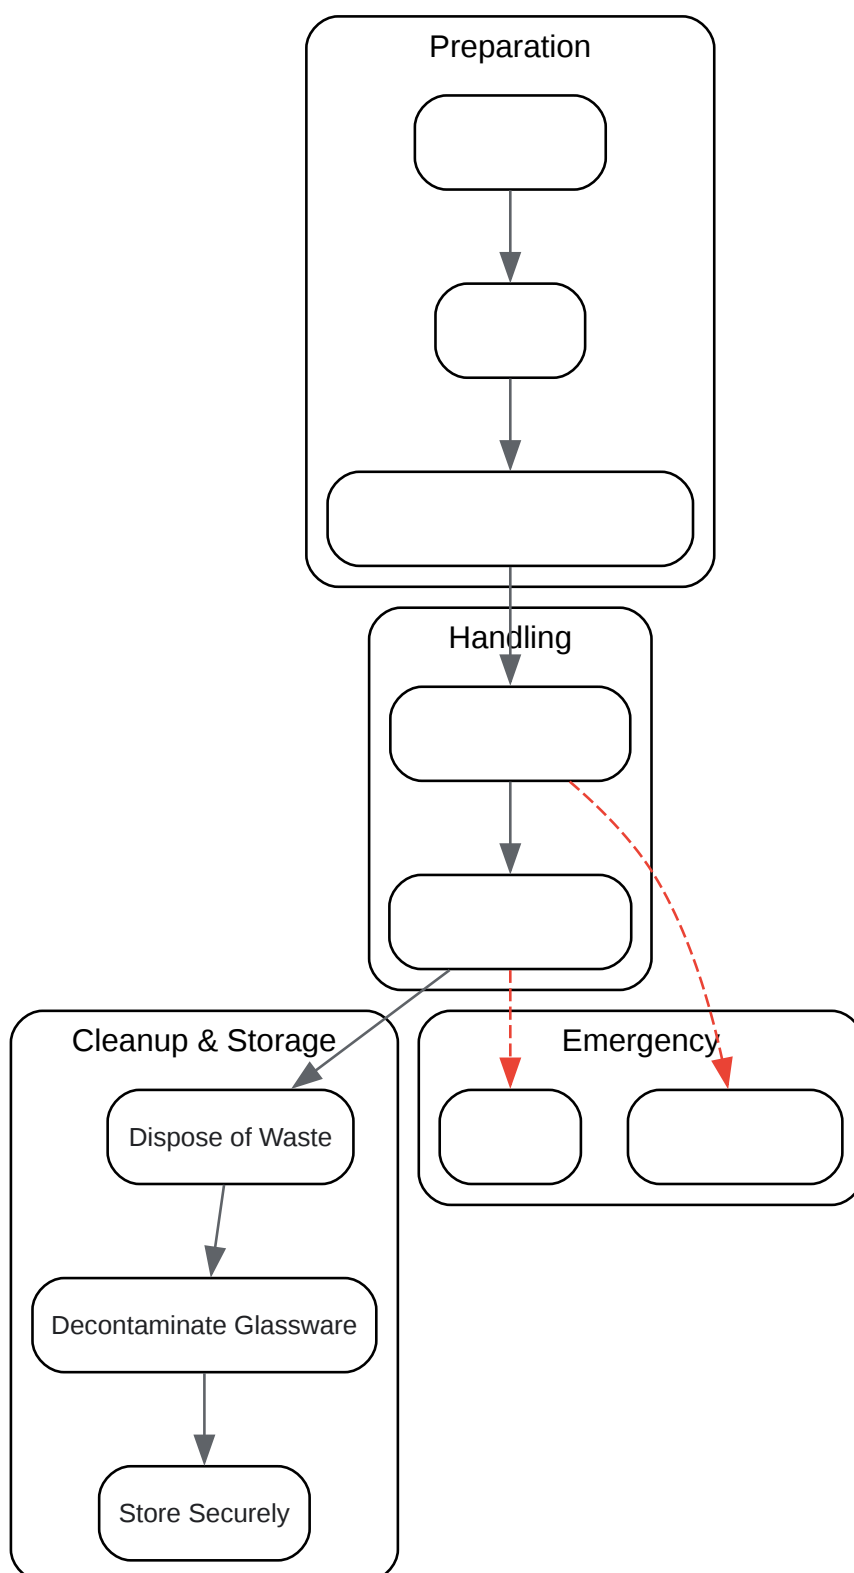 Preparation
Handling
Cleanup & Storage
Emergency
Dispose of Waste
Decontaminate Glassware
Store Securely